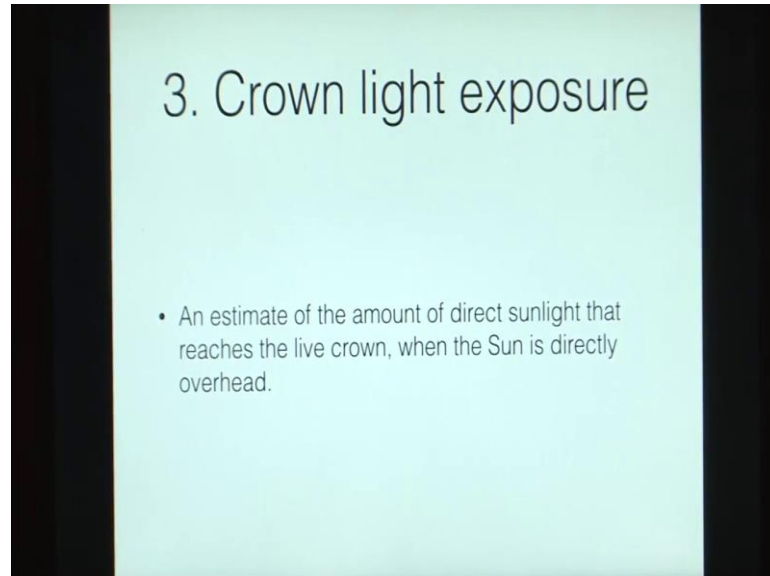 3. Crown light exposure
• An estimate of the amount of direct sunlight that
reaches the live crown, when the Sun is directly
overhead.